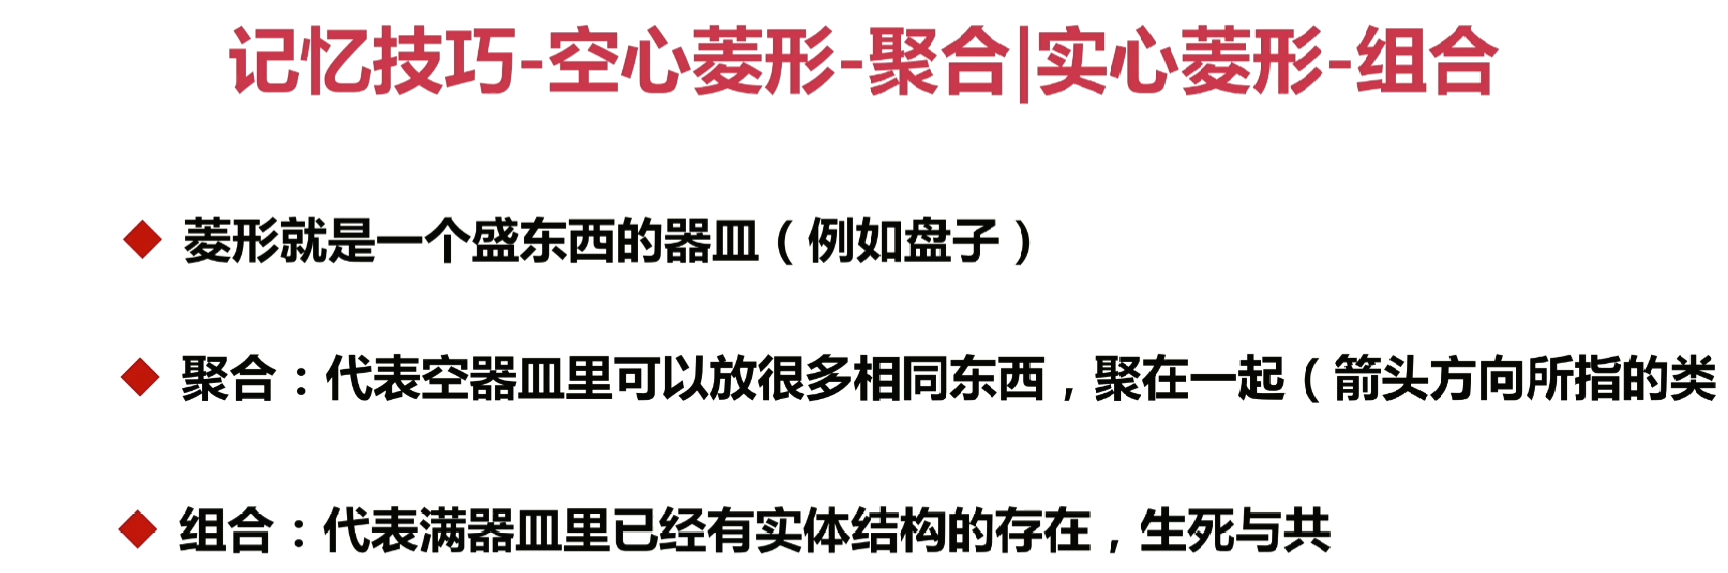 记忆技巧-空心菱形-聚合|实心菱形-组合
菱形就是一个盛东西的器皿（例如盘子）
聚合：代表空器皿里可以放很多相同东西，聚在一起（箭头方向所指的类
组合：代表满器皿里已经有实体结构的存在，生死与共